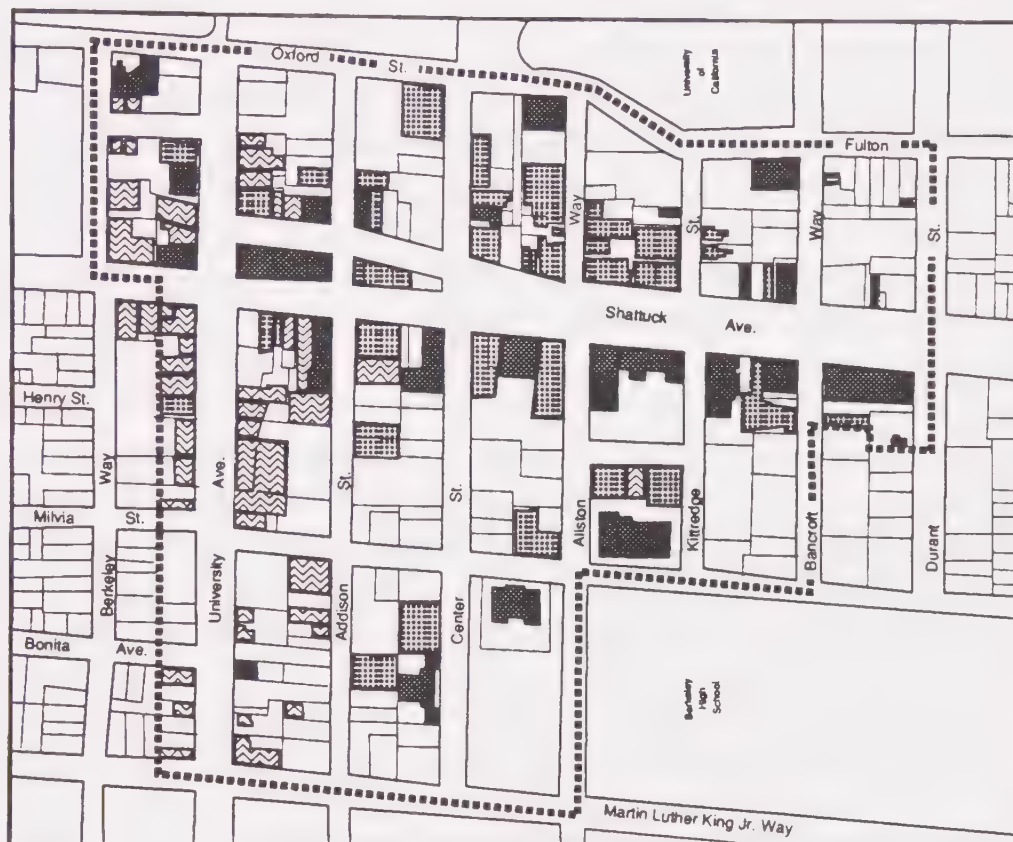 Oxford St.
University
of
California
Fulton
Way
St.
Way
St.
Shattuck Ave.
Henry St.
Way
Ave.
St.
St.
Milvia St.
Allston
Kittredge
Bancroft
Durant
Berkeley
University
Addison
Center
Bonita Ave.
Berkeley
High
School
Martin Luther King Jr. Way